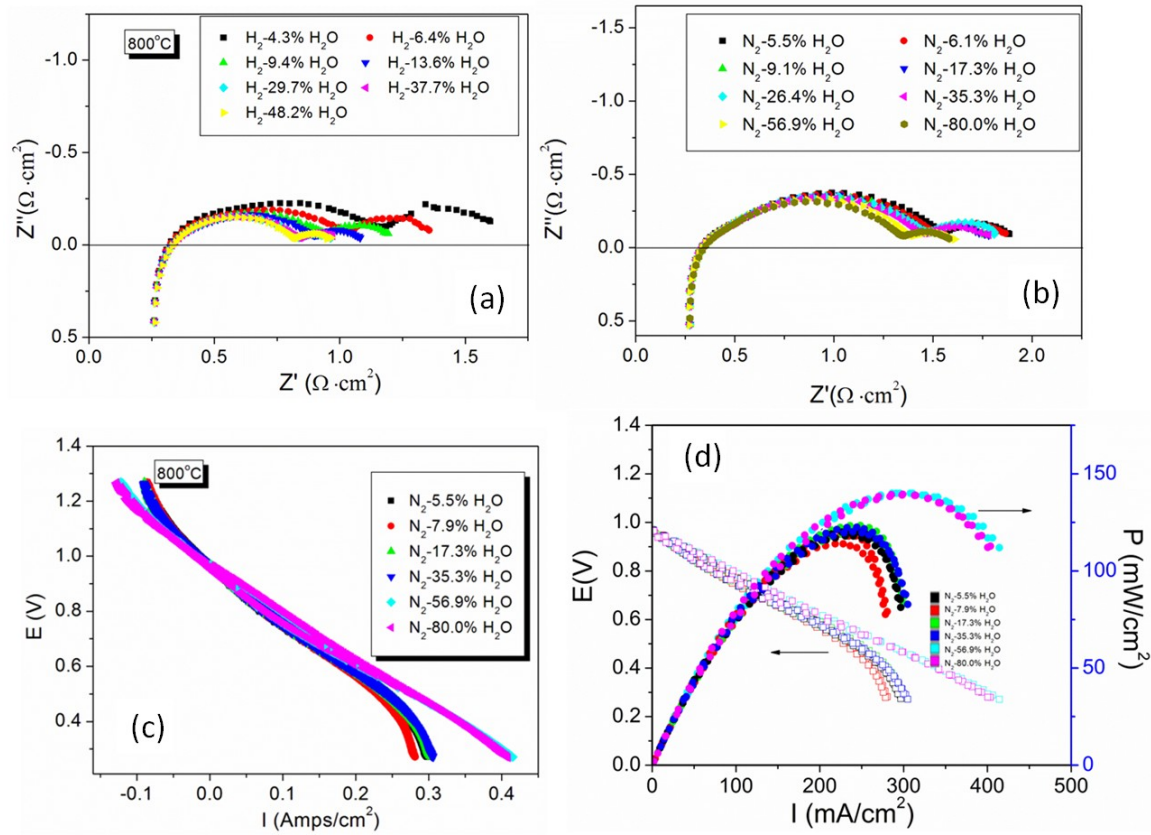 (a)
800°C
H₂-4.3% H₂O H₂-6.4% H₂O
H₂-9.4% H₂O H₂-13.6% H₂O
H₂-29.7% H₂O H₂-37.7% H₂O
H₂-48.2% H₂O
-1.0
-0.5
0.0
0.5
Z''(Ω·cm²)
0.0 0.5 1.0 1.5
Z' (Ω·cm²)
(b)
N₂-5.5% H₂O N₂-6.1% H₂O
N₂-9.1% H₂O N₂-17.3% H₂O
N₂-26.4% H₂O N₂-35.3% H₂O
N₂-56.9% H₂O N₂-80.0% H₂O
-1.5
-1.0
-0.5
0.0
0.5
Z''(Ω·cm²)
0.0 0.5 1.0 1.5 2.0
Z'(Ω·cm²)
(c)
800°C
N₂-5.5% H₂O
N₂-7.9% H₂O
N₂-17.3% H₂O
N₂-35.3% H₂O
N₂-56.9% H₂O
N₂-80.0% H₂O
1.4
1.2
1.0
0.8
0.6
0.4
E (V)
-0.1 0.0 0.1 0.2 0.3 0.4
I (Amps/cm²)
(d)
N₂-5.5% H₂O
N₂-7.9% H₂O
N₂-17.3% H₂O
N₂-35.3% H₂O
N₂-56.9% H₂O
N₂-80.0% H₂O
1.4
1.2
1.0
0.8
0.6
0.4
0.2
0.0
E(V)
150
100
50
0
P (mW/cm²)
0 100 200 300 400 500
I (mA/cm²)